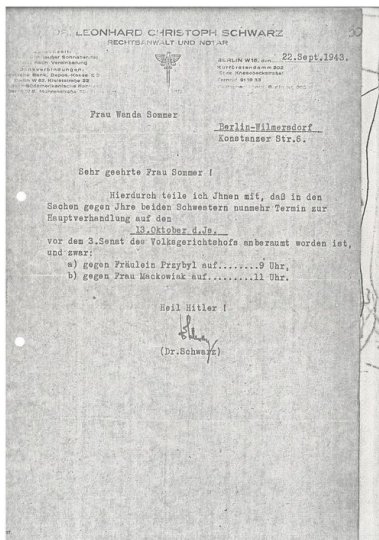 DR. LEONHARD CHRISTOPH SCHWARZ
RECHTSANWALT UND NOTAR
BERLIN W15, den 22.Sept.1943.
Kurfürstendamm
Frau Wanda Sommer
Berlin-Wilmersdorf
Konstanzer Str.6.
Sehr geehrte Frau Sommer !
Hierdurch teile ich Jhnen mit, daß in den
Sachen gegen Jhre beiden Schwestern nunmehr Termin zur
Hauptverhandlung auf den
13.Oktober d.Js.
vor dem 3.Senat des Volksgerichtshofs anberaumt worden ist,
und zwar:
a) gegen Fräulein Przybyl auf........9 Uhr,
b) gegen Frau Mackowiak auf........11 Uhr.
Heil Hitler !
(Dr.Schwarz)